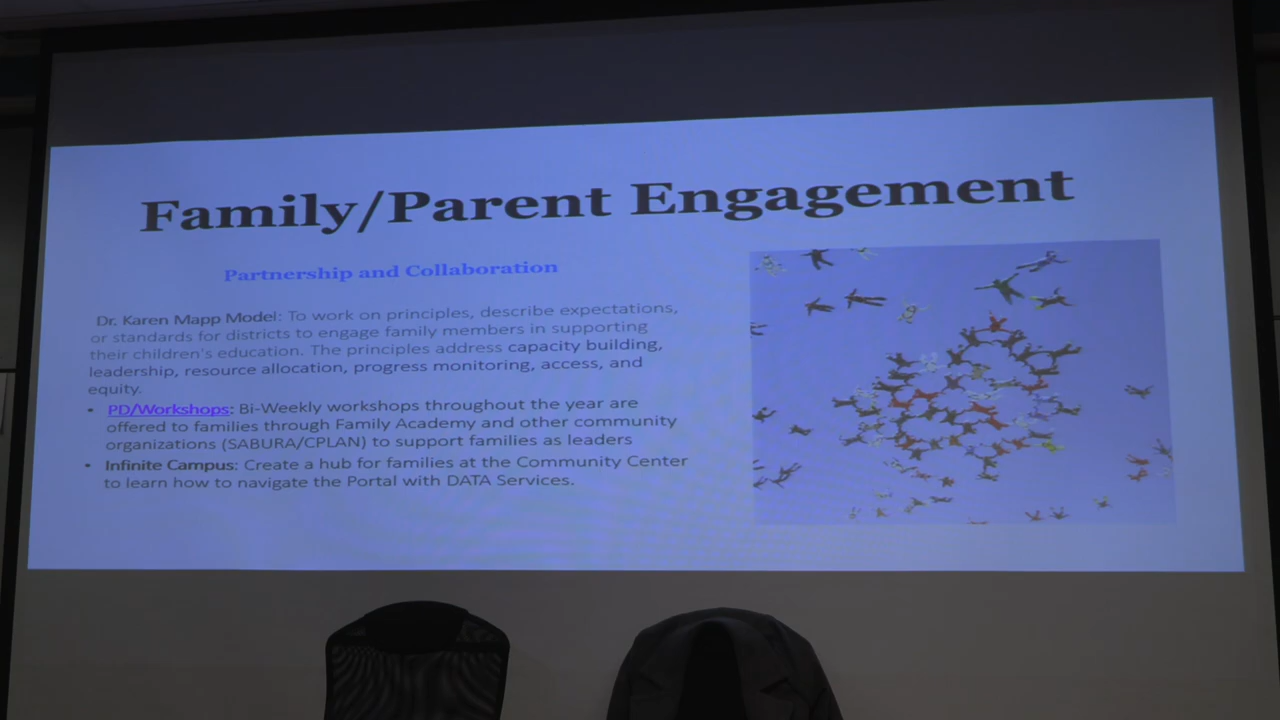 Family/Parent Engagement
Partnership and Collaboration
Dr. Karen Mapp Model: To work on principles, describe expectations,
or standards for districts to engage family members in supporting
their children's education. The principles address capacity building,
leadership, resource allocation, progress monitoring, access, and
equity.
• PD/Workshops: Bi-Weekly workshops throughout the year are
offered to families through Family Academy and other community
organizations (SABURA/CPLAN) to support families as leaders
• Infinite Campus: Create a hub for families at the Community Center
to learn how to navigate the Portal with DATA Services.